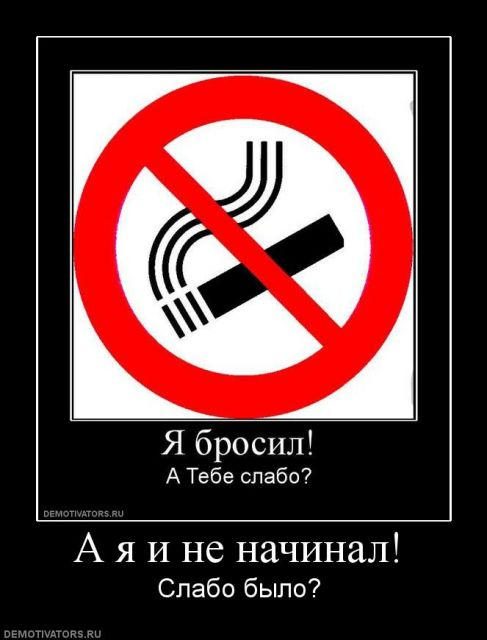 Я бросил!
А Тебе слабо?
DEMOTIVATORS.RU
А я и не начинал!
Слабо было?
DEMOTIVATORS.RU